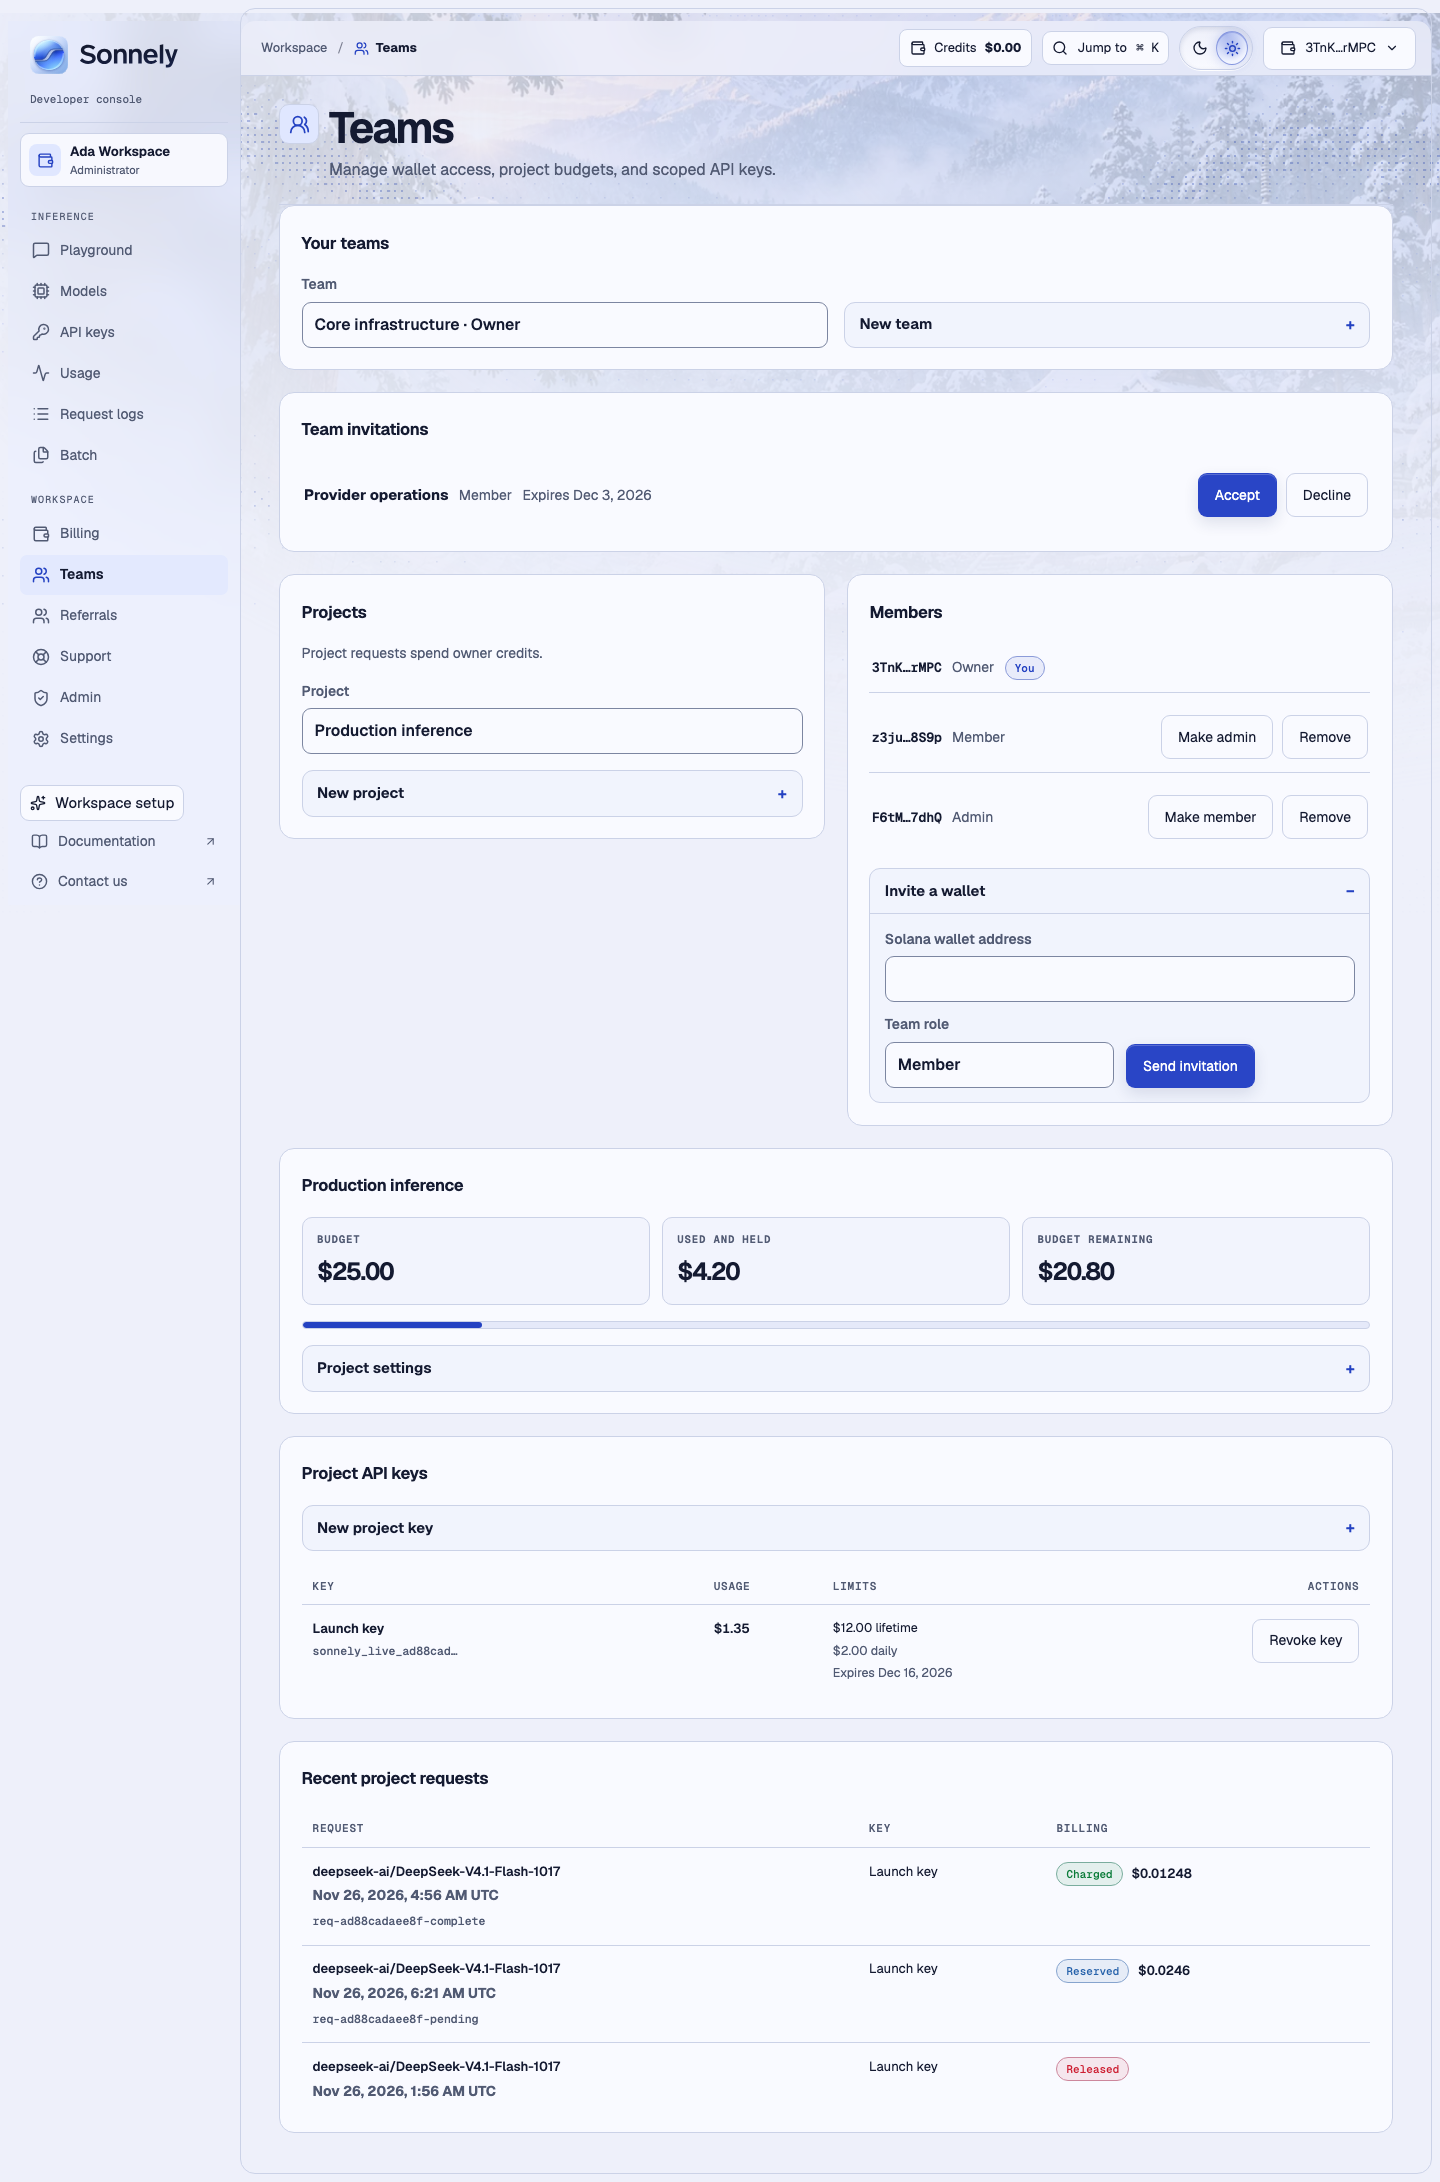 Sonnely
Developer console
Ada Workspace
Administrator
INFERENCE
Playground
Models
API keys
Usage
Request logs
Batch
WORKSPACE
Billing
Teams
Referrals
Support
Admin
Settings
Workspace setup
Documentation
Contact us
Workspace / Teams
Credits $0.00
Jump to ⌘ K
3TnK…rMPC
Teams
Manage wallet access, project budgets, and scoped API keys.
Your teams
Team
Core infrastructure · Owner
New team +
Team invitations
Provider operations Member Expires Dec 3, 2026
Accept
Decline
Projects
Project requests spend owner credits.
Project
Production inference
New project +
Members
3TnK…rMPC Owner You
z3ju…8S9p Member Make admin Remove
F6tM…7dhQ Admin Make member Remove
Invite a wallet −
Solana wallet address
Team role
Member
Send invitation
Production inference
BUDGET
$25.00
USED AND HELD
$4.20
BUDGET REMAINING
$20.80
Project settings +
Project API keys
New project key +
KEY USAGE LIMITS ACTIONS
Launch key $1.35 $12.00 lifetime Revoke key
sonnely_live_ad88cad… $2.00 daily
Expires Dec 16, 2026
Recent project requests
REQUEST KEY BILLING
deepseek-ai/DeepSeek-V4.1-Flash-1017 Launch key Charged $0.01248
Nov 26, 2026, 4:56 AM UTC
req-ad88cadaee8f-complete
deepseek-ai/DeepSeek-V4.1-Flash-1017 Launch key Reserved $0.0246
Nov 26, 2026, 6:21 AM UTC
req-ad88cadaee8f-pending
deepseek-ai/DeepSeek-V4.1-Flash-1017 Launch key Released
Nov 26, 2026, 1:56 AM UTC